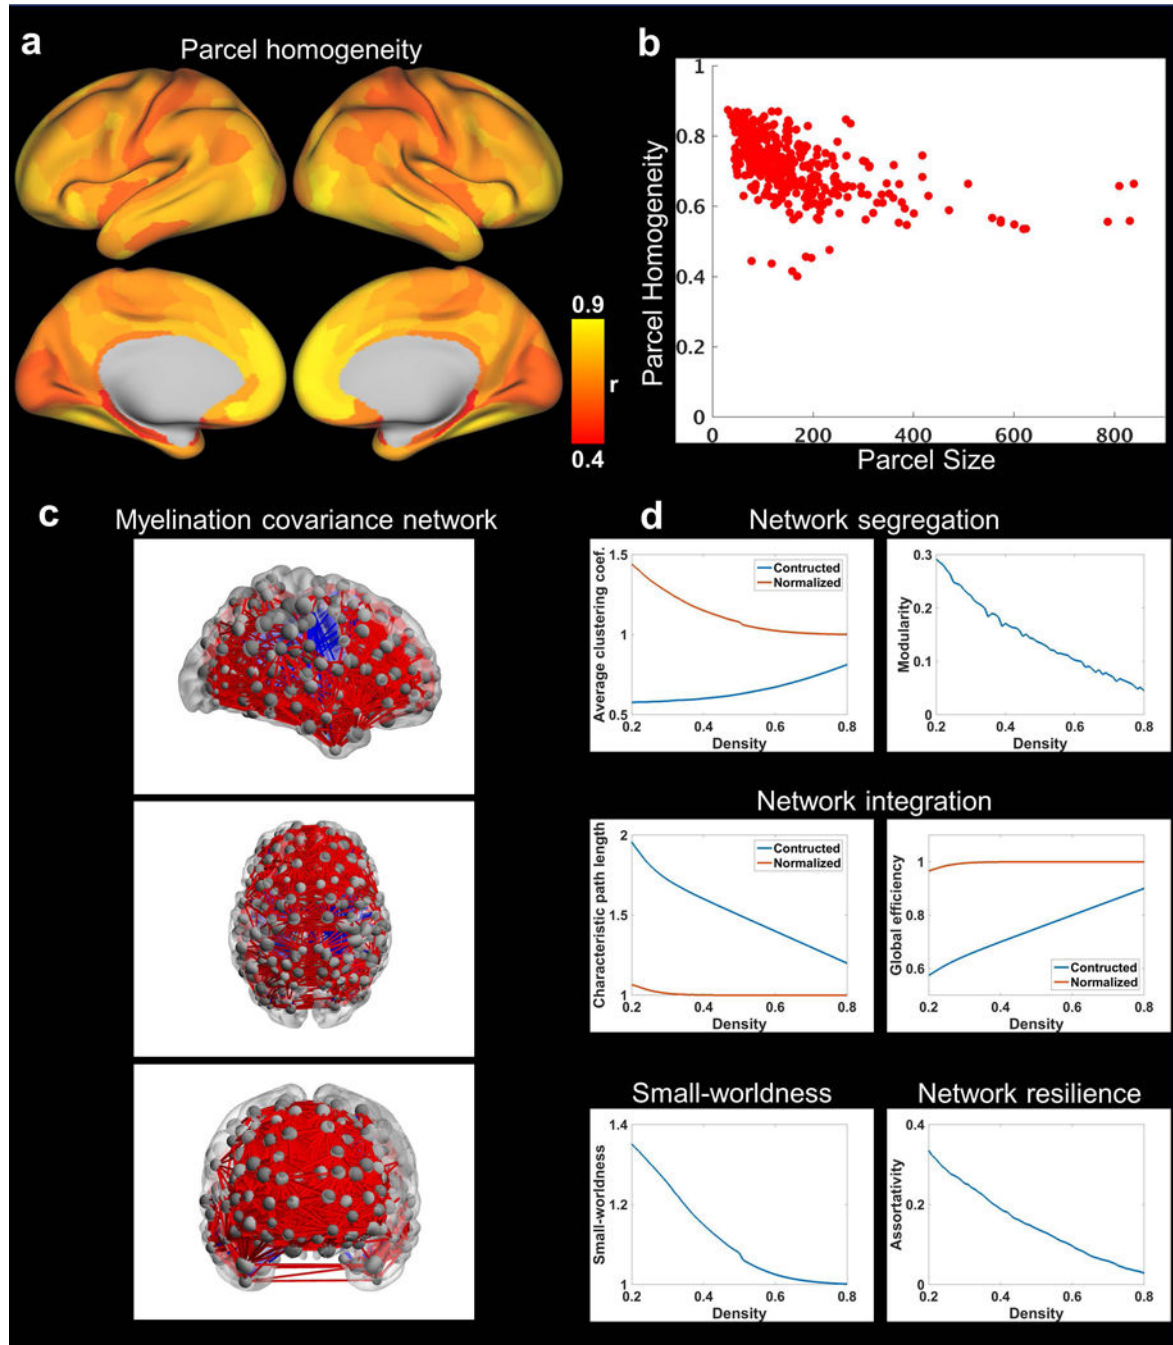 a
Parcel homogeneity
0.9
r
0.4
b
Parcel Homogeneity
1
0.8
0.6
0.4
0.2
0
0 200 400 600 800
Parcel Size
c
Myelination covariance network
d
Network segregation
Average clustering coef.
1.5
1
0.5
Contructed
Normalized
0.2 0.4 0.6 0.8
Density
Modularity
0.3
0.2
0.1
0
0.2 0.4 0.6 0.8
Density
Network integration
Characteristic path length
2
1.5
1
Contructed
Normalized
0.2 0.4 0.6 0.8
Density
Global efficiency
1
0.8
0.6
Contructed
Normalized
0.2 0.4 0.6 0.8
Density
Small-worldness
Small-worldness
1.4
1.2
1
0.2 0.4 0.6 0.8
Density
Network resilience
Assortativity
0.4
0.2
0
0.2 0.4 0.6 0.8
Density